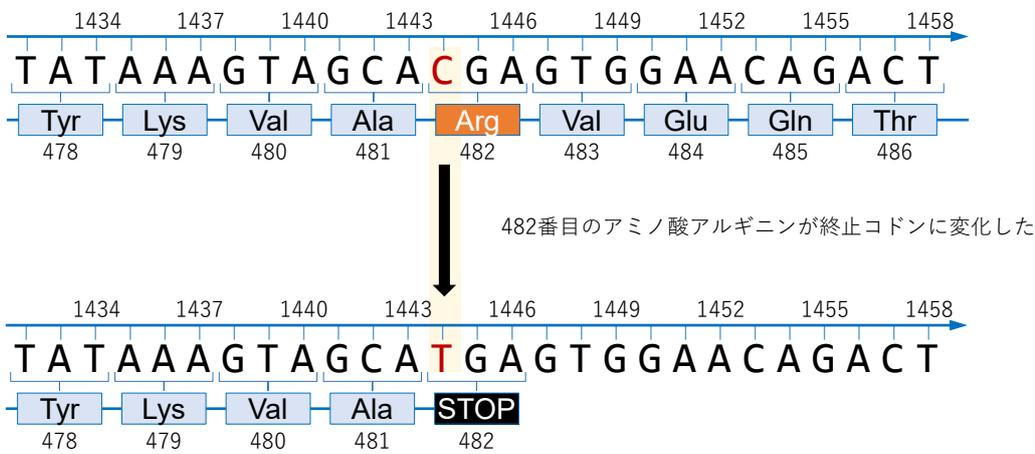 1434 1437 1440 1443 1446 1449 1452 1455 1458
TATAAAGTAGCACGAGTGGAACAGACT
Tyr Lys Val Ala Arg Val Glu Gln Thr
478 479 480 481 482 483 484 485 486
482番目のアミノ酸アルギニンが終止コドンに変化した
1434 1437 1440 1443 1446 1449 1452 1455 1458
TATAAAGTAGCATGAGTGGAACAGACT
Tyr Lys Val Ala STOP
478 479 480 481 482